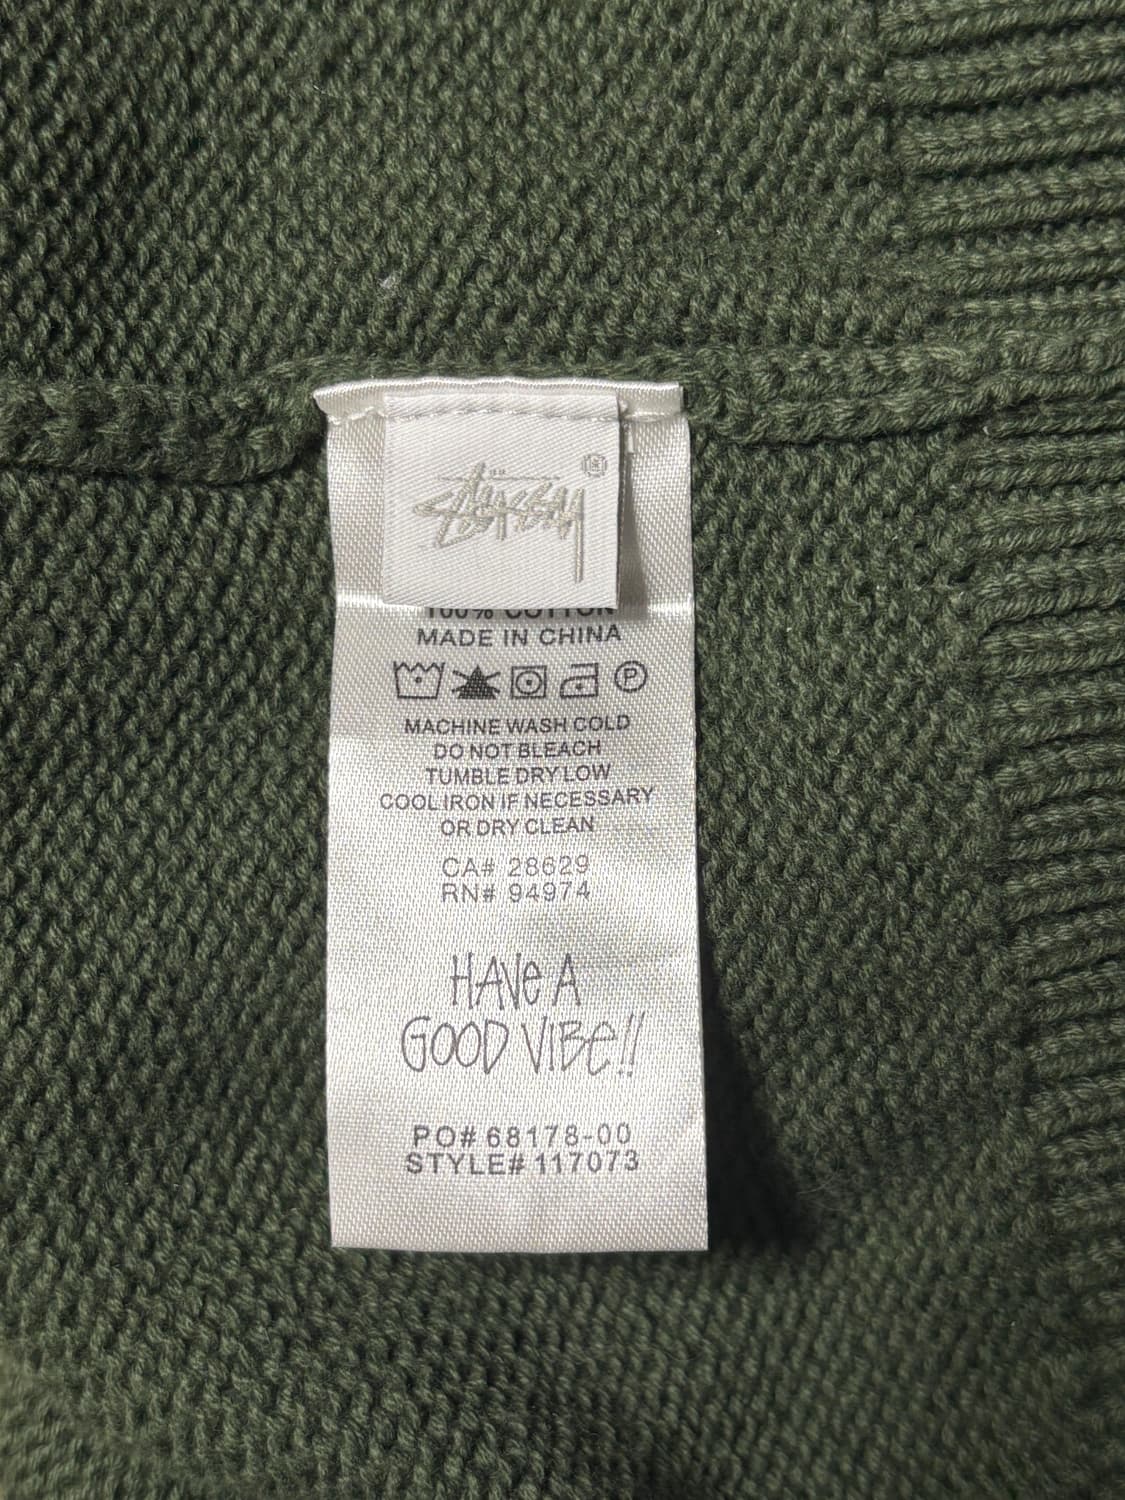 STÜSSY ®
100% COTTON
MADE IN CHINA
P
MACHINE WASH COLD
DO NOT BLEACH
TUMBLE DRY LOW
COOL IRON IF NECESSARY
OR DRY CLEAN
CA# 28629
RN# 94974
HAVe A
GOOD VIBe!!
PO# 68178-00
STYLE# 117073